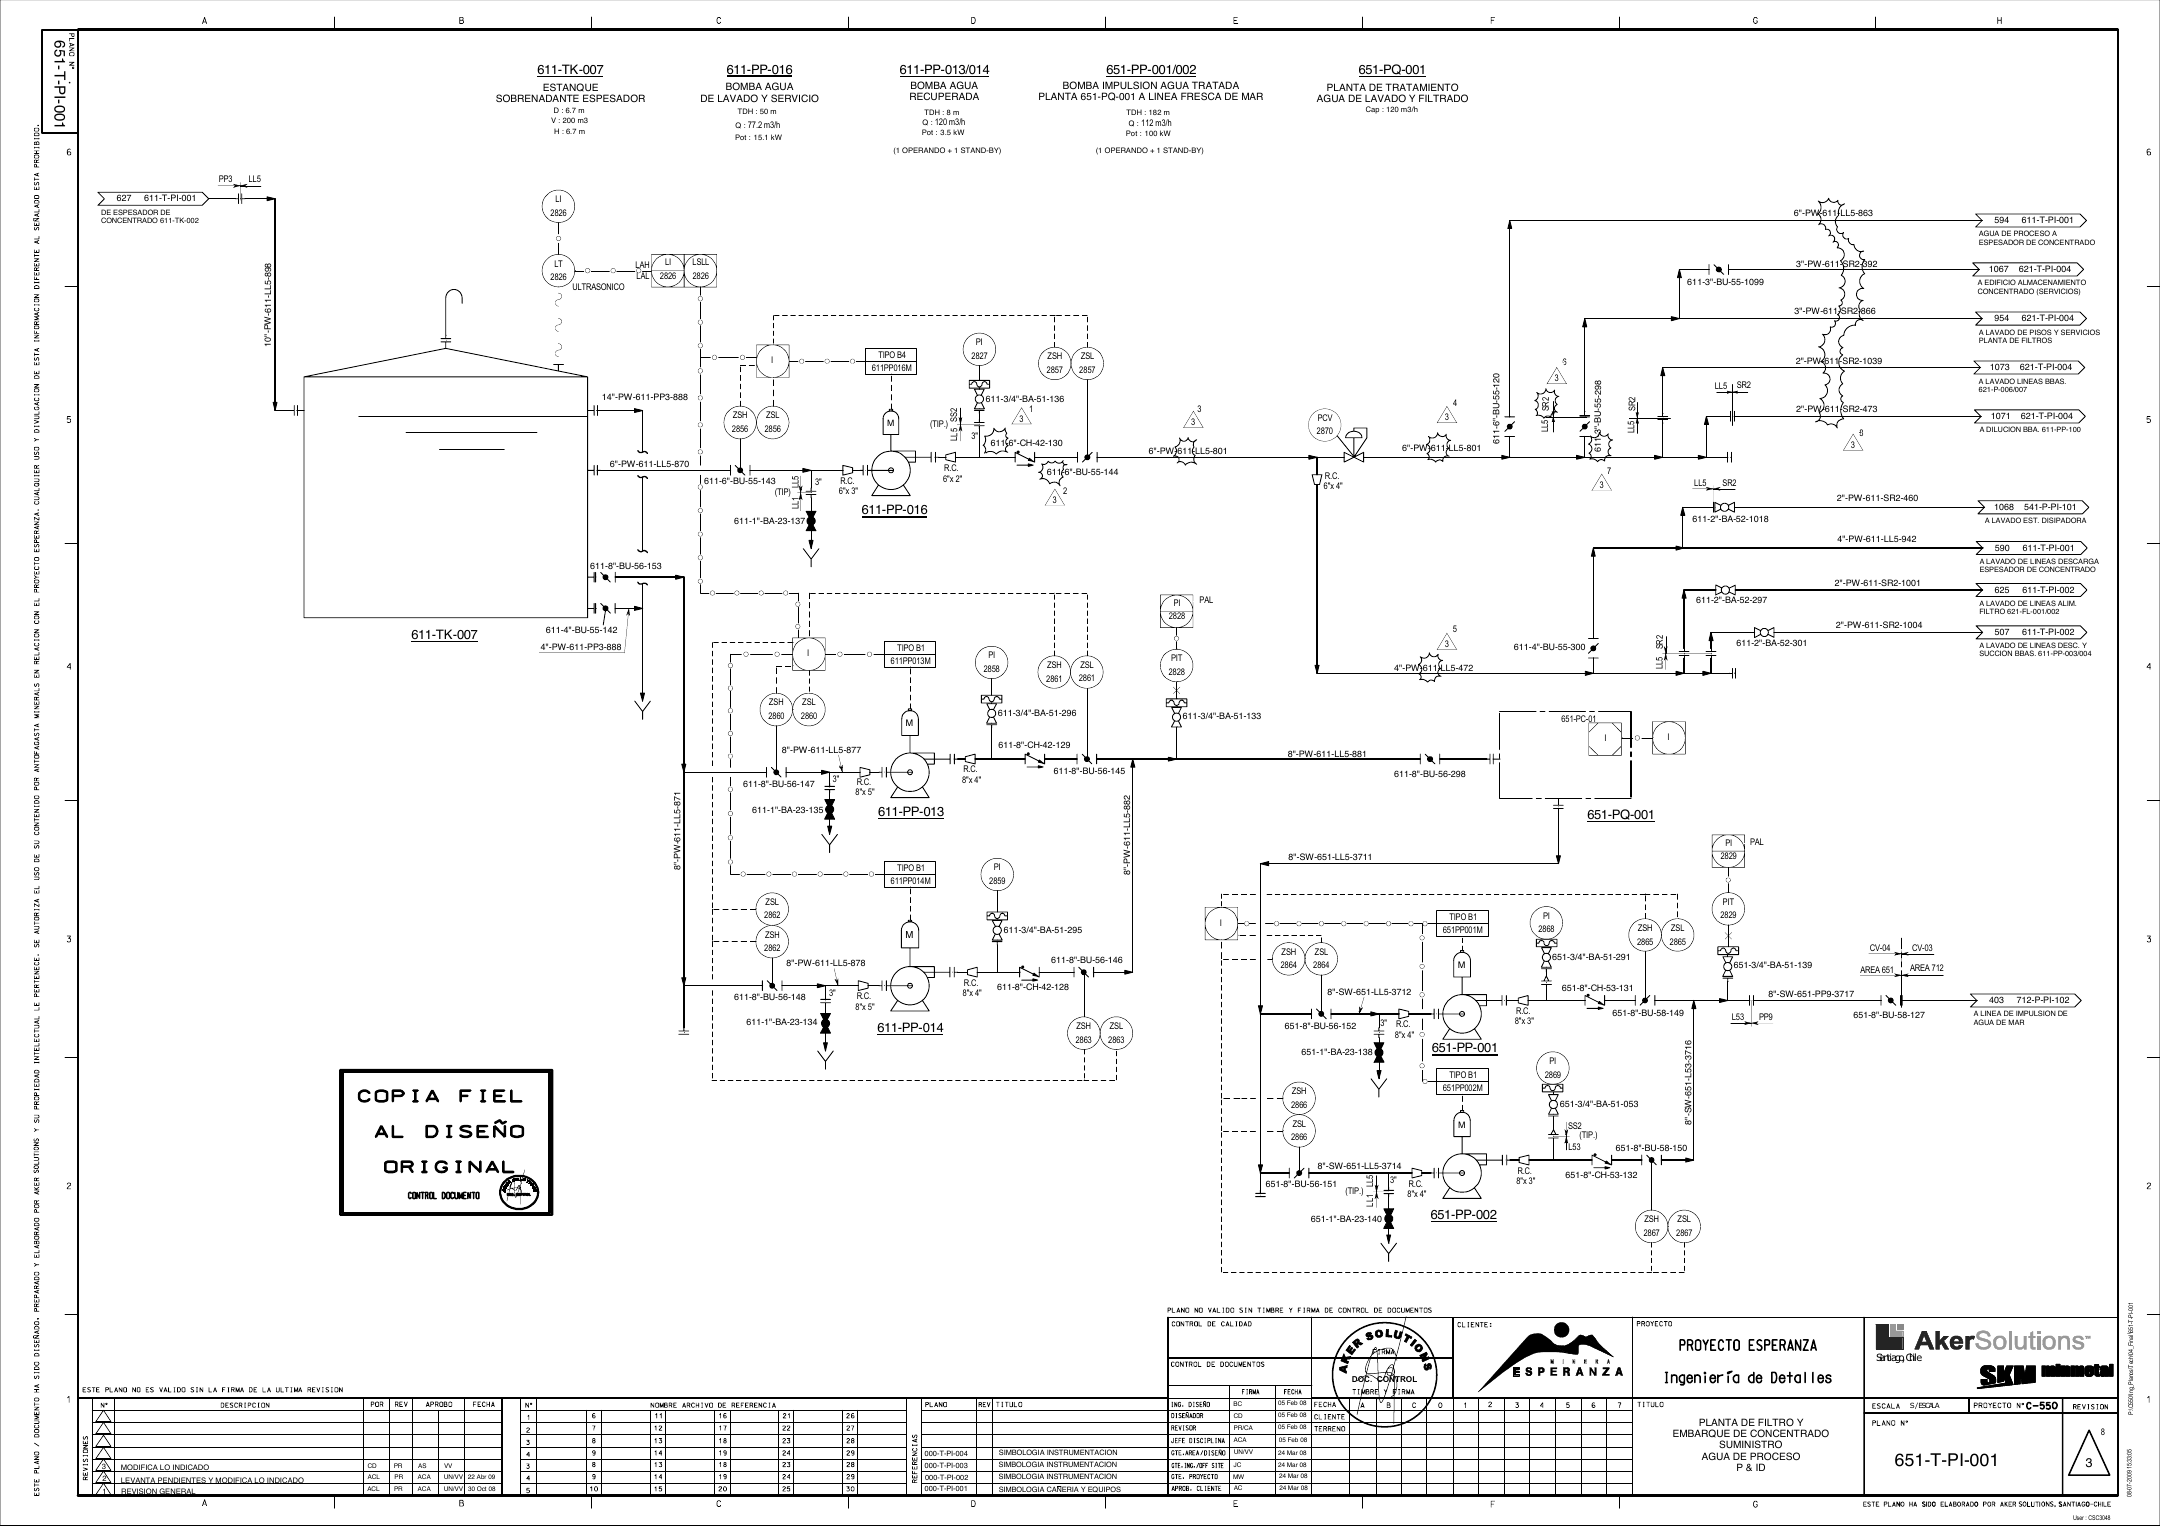 PLANO N°.
651-T-PI-001
611-TK-007
ESTANQUE
SOBRENADANTE ESPESADOR
D : 6.7 m
V : 200 m3
H : 6.7 m
611-PP-016
BOMBA AGUA
DE LAVADO Y SERVICIO
TDH : 50 m
Q : 77.2 m3/h
Pot : 15.1 kW
611-PP-013/014
BOMBA AGUA
RECUPERADA
TDH : 8 m
Q : 120 m3/h
Pot : 3.5 kW
(1 OPERANDO + 1 STAND-BY)
651-PP-001/002
BOMBA IMPULSION AGUA TRATADA
PLANTA 651-PQ-001 A LINEA FRESCA DE MAR
TDH : 182 m
Q : 112 m3/h
Pot : 100 kW
(1 OPERANDO + 1 STAND-BY)
651-PQ-001
PLANTA DE TRATAMIENTO
AGUA DE LAVADO Y FILTRADO
Cap : 120 m3/h
PP3 LL5
627 611-T-PI-001
DE ESPESADOR DE
CONCENTRADO 611-TK-002
10"-PW-611-LL5-898
LI
2826
LT
2826
ULTRASONICO
LAH
LAL
LI
2826
LSLL
2826
611-TK-007
14"-PW-611-PP3-888
6"-PW-611-LL5-870
611-8"-BU-56-153
611-4"-BU-55-142
4"-PW-611-PP3-888
I
TIPO B4
611PP016M
ZSH
2856
ZSL
2856
611-6"-BU-55-143
(TIP)
LL1 LL5
3"
611-1"-BA-23-137
R.C.
6"x 3"
M
611-PP-016
R.C.
6"x 2"
PI
2827
611-3/4"-BA-51-136
(TIP.)
LL5 SS2
3"
611-6"-CH-42-130
ZSH
2857
ZSL
2857
611-6"-BU-55-144
6"-PW-611-LL5-801
PCV
2870
R.C.
6"x 4"
6"-PW-611-LL5-801
611-6"-BU-55-120
611-3"-BU-55-298
LL5 SR2
6"-PW-611-LL5-863
594 611-T-PI-001
AGUA DE PROCESO A
ESPESADOR DE CONCENTRADO
3"-PW-611-SR2-392
611-3"-BU-55-1099
1067 621-T-PI-004
A EDIFICIO ALMACENAMIENTO
CONCENTRADO (SERVICIOS)
3"-PW-611-SR2-866
954 621-T-PI-004
A LAVADO DE PISOS Y SERVICIOS
PLANTA DE FILTROS
2"-PW-611-SR2-1039
1073 621-T-PI-004
A LAVADO LINEAS BBAS.
621-P-006/007
LL5 SR2
2"-PW-611-SR2-473
1071 621-T-PI-004
A DILUCION BBA. 611-PP-100
LL5 SR2
2"-PW-611-SR2-460
611-2"-BA-52-1018
1068 541-P-PI-101
A LAVADO EST. DISIPADORA
4"-PW-611-LL5-942
590 611-T-PI-001
A LAVADO DE LINEAS DESCARGA
ESPESADOR DE CONCENTRADO
2"-PW-611-SR2-1001
611-2"-BA-52-297
625 611-T-PI-002
A LAVADO DE LINEAS ALIM.
FILTRO 621-FL-001/002
2"-PW-611-SR2-1004
611-2"-BA-52-301
507 611-T-PI-002
A LAVADO DE LINEAS DESC. Y
SUCCION BBAS. 611-PP-003/004
611-4"-BU-55-300
4"-PW-611-LL5-472
I
TIPO B1
611PP013M
ZSH
2860
ZSL
2860
8"-PW-611-LL5-877
611-8"-BU-56-147
3"
611-1"-BA-23-135
R.C.
8"x 5"
M
611-PP-013
R.C.
8"x 4"
PI
2858
611-3/4"-BA-51-296
611-8"-CH-42-129
ZSH
2861
ZSL
2861
611-8"-BU-56-145
PI
2828
PAL
PIT
2828
611-3/4"-BA-51-133
8"-PW-611-LL5-881
611-8"-BU-56-298
651-PC-01
I
I
651-PQ-001
8"-PW-611-LL5-871
8"-PW-611-LL5-882
TIPO B1
611PP014M
ZSL
2862
ZSH
2862
8"-PW-611-LL5-878
611-8"-BU-56-148
3"
611-1"-BA-23-134
R.C.
8"x 5"
M
611-PP-014
R.C.
8"x 4"
PI
2859
611-3/4"-BA-51-295
611-8"-CH-42-128
611-8"-BU-56-146
ZSH
2863
ZSL
2863
8"-SW-651-LL5-3711
I
TIPO B1
651PP001M
ZSH
2864
ZSL
2864
8"-SW-651-LL5-3712
651-8"-BU-56-152
3"
651-1"-BA-23-138
R.C.
8"x 4"
M
651-PP-001
R.C.
8"x 3"
PI
2868
651-3/4"-BA-51-291
651-8"-CH-53-131
ZSH
2865
ZSL
2865
651-8"-BU-58-149
PI
2829
PAL
PIT
2829
651-3/4"-BA-51-139
L53 PP9
8"-SW-651-PP9-3717
CV-04 CV-03
AREA 651 AREA 712
651-8"-BU-58-127
403 712-P-PI-102
A LINEA DE IMPULSION DE
AGUA DE MAR
8"-SW-651-L53-3716
TIPO B1
651PP002M
ZSH
2866
ZSL
2866
8"-SW-651-LL5-3714
651-8"-BU-56-151
(TIP.)
LL1 LL5
3"
651-1"-BA-23-140
R.C.
8"x 4"
M
651-PP-002
R.C.
8"x 3"
PI
2869
651-3/4"-BA-51-053
SS2
(TIP.)
L53
651-8"-CH-53-132
651-8"-BU-58-150
ZSH
2867
ZSL
2867
COPIA FIEL
AL DISEÑO
ORIGINAL
CONTROL DOCUMENTO
ESTE PLANO / DOCUMENTO HA SIDO DISEÑADO, PREPARADO Y ELABORADO POR AKER SOLUTIONS Y SU PROPIEDAD INTELECTUAL LE PERTENECE. SE AUTORIZA EL USO DE SU CONTENIDO POR ANTOFAGASTA MINERALS EN RELACION CON EL PROYECTO ESPERANZA. CUALQUIER USO Y DIVULGACION DE ESTA INFORMACION DIFERENTE AL SEÑALADO ESTA PROHIBIDO.
PLANO NO VALIDO SIN TIMBRE Y FIRMA DE CONTROL DE DOCUMENTOS
CONTROL DE CALIDAD
CONTROL DE DOCUMENTOS
AKER SOLUTIONS
FIRMA
DOC. CONTROL
TIMBRE Y FIRMA
CLIENTE:
MINERA
ESPERANZA
PROYECTO
PROYECTO ESPERANZA
Ingeniería de Detalles
AkerSolutions™
Santiago, Chile
SKM minmetal
ESTE PLANO NO ES VALIDO SIN LA FIRMA DE LA ULTIMA REVISION
REVISIONES
N° DESCRIPCION POR REV APROBO FECHA
3 MODIFICA LO INDICADO CD PR AS VV
2 LEVANTA PENDIENTES Y MODIFICA LO INDICADO ACL PR ACA UN/VV 22 Abr 09
1 REVISION GENERAL ACL PR ACA UN/VV 30 Oct 08
N° NOMBRE ARCHIVO DE REFERENCIA
1 6 11 16 21 26
2 7 12 17 22 27
3 8 13 18 23 28
4 9 14 19 24 29
3 8 13 18 23 28
4 9 14 19 24 29
5 10 15 20 25 30
REFERENCIAS
PLANO REV TITULO
000-T-PI-004 SIMBOLOGIA INSTRUMENTACION
000-T-PI-003 SIMBOLOGIA INSTRUMENTACION
000-T-PI-002 SIMBOLOGIA INSTRUMENTACION
000-T-PI-001 SIMBOLOGIA CAÑERIA Y EQUIPOS
FIRMA FECHA
ING. DISEÑO BC 05 Feb 08
DISEÑADOR CD 05 Feb 08
REVISOR PR/CA 05 Feb 08
JEFE DISCIPLINA ACA 05 Feb 08
GTE.AREA/DISEÑO UN/VV 24 Mar 08
GTE.ING./OFF SITE JC 24 Mar 08
GTE. PROYECTO MW 24 Mar 08
APROB. CLIENTE AC 24 Mar 08
FECHA A B C 0 1 2 3 4 5 6 7
CLIENTE
TERRENO
TITULO
PLANTA DE FILTRO Y
EMBARQUE DE CONCENTRADO
SUMINISTRO
AGUA DE PROCESO
P & ID
ESCALA S/ESCALA
PROYECTO N° C-550
REVISION
PLANO N°
651-T-PI-001
8
3
ESTE PLANO HA SIDO ELABORADO POR AKER SOLUTIONS, SANTIAGO-CHILE
User : CSC3048